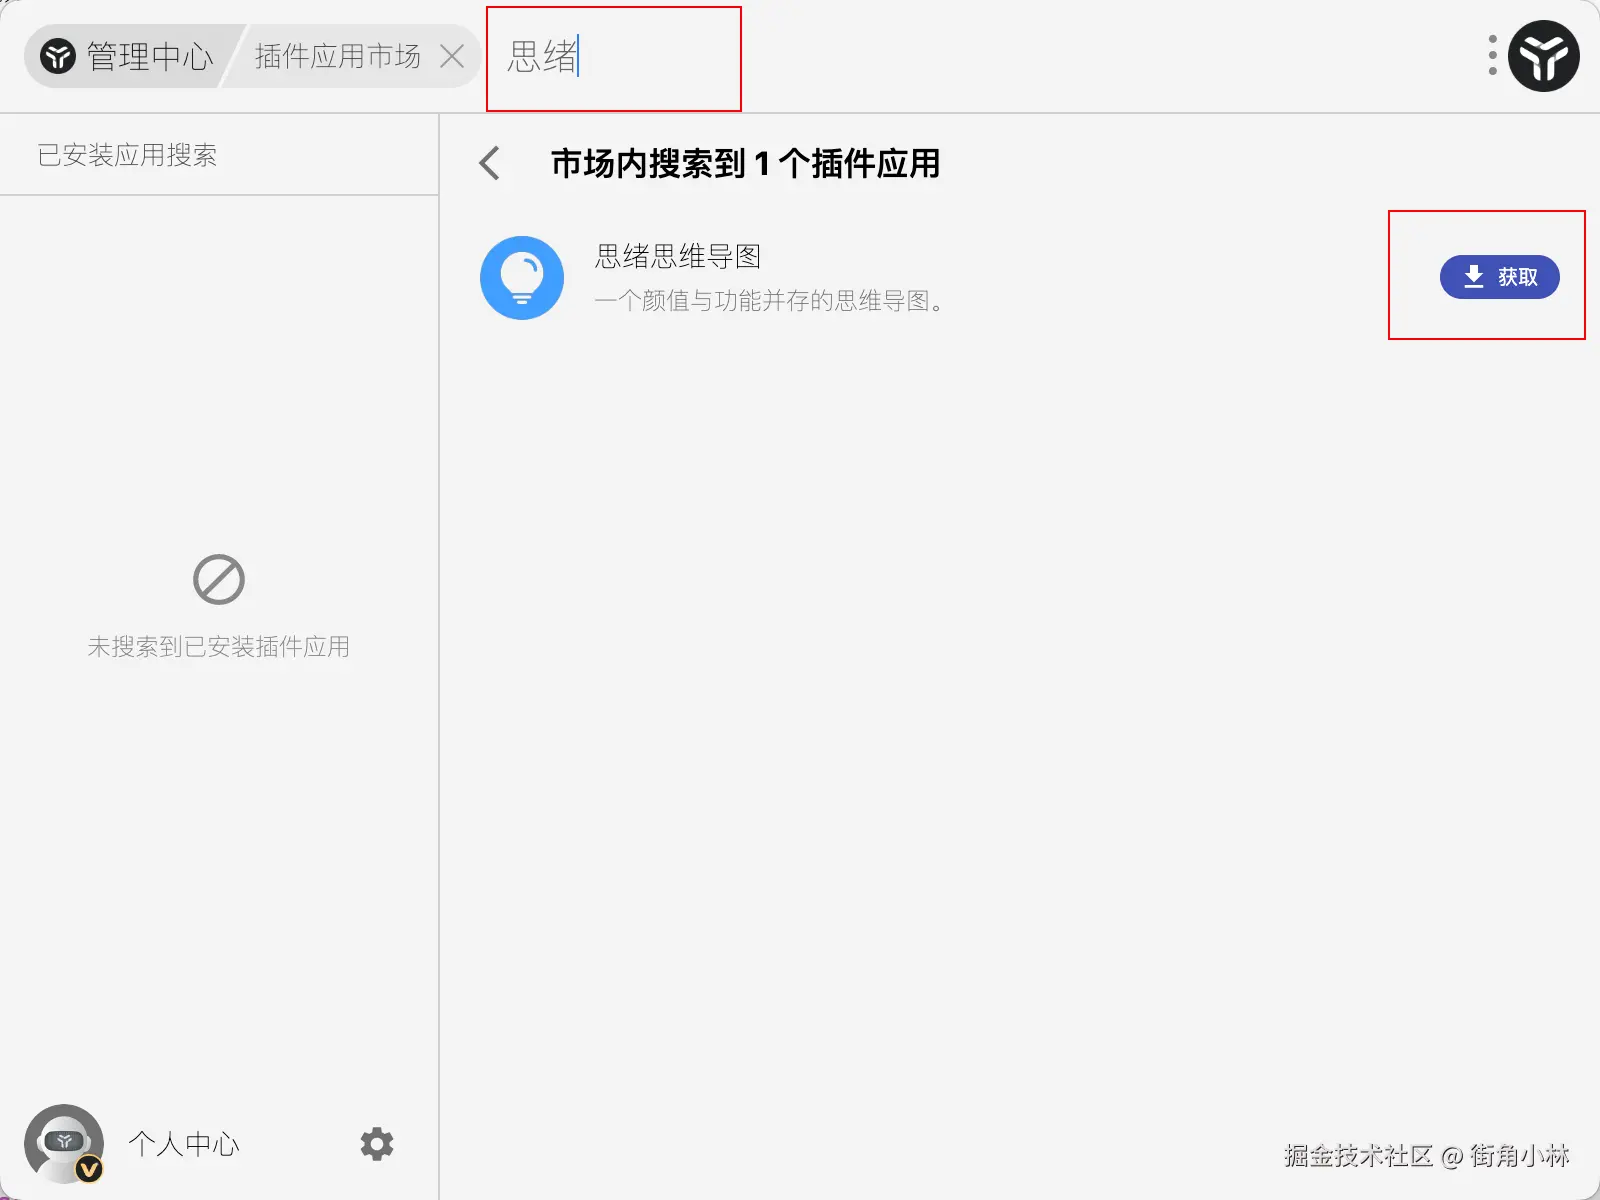 管理中心
插件应用市场
思绪
已安装应用搜索
市场内搜索到 1 个插件应用
思绪思维导图
一个颜值与功能并存的思维导图。
获取
未搜索到已安装插件应用
个人中心
掘金技术社区 @ 街角小林